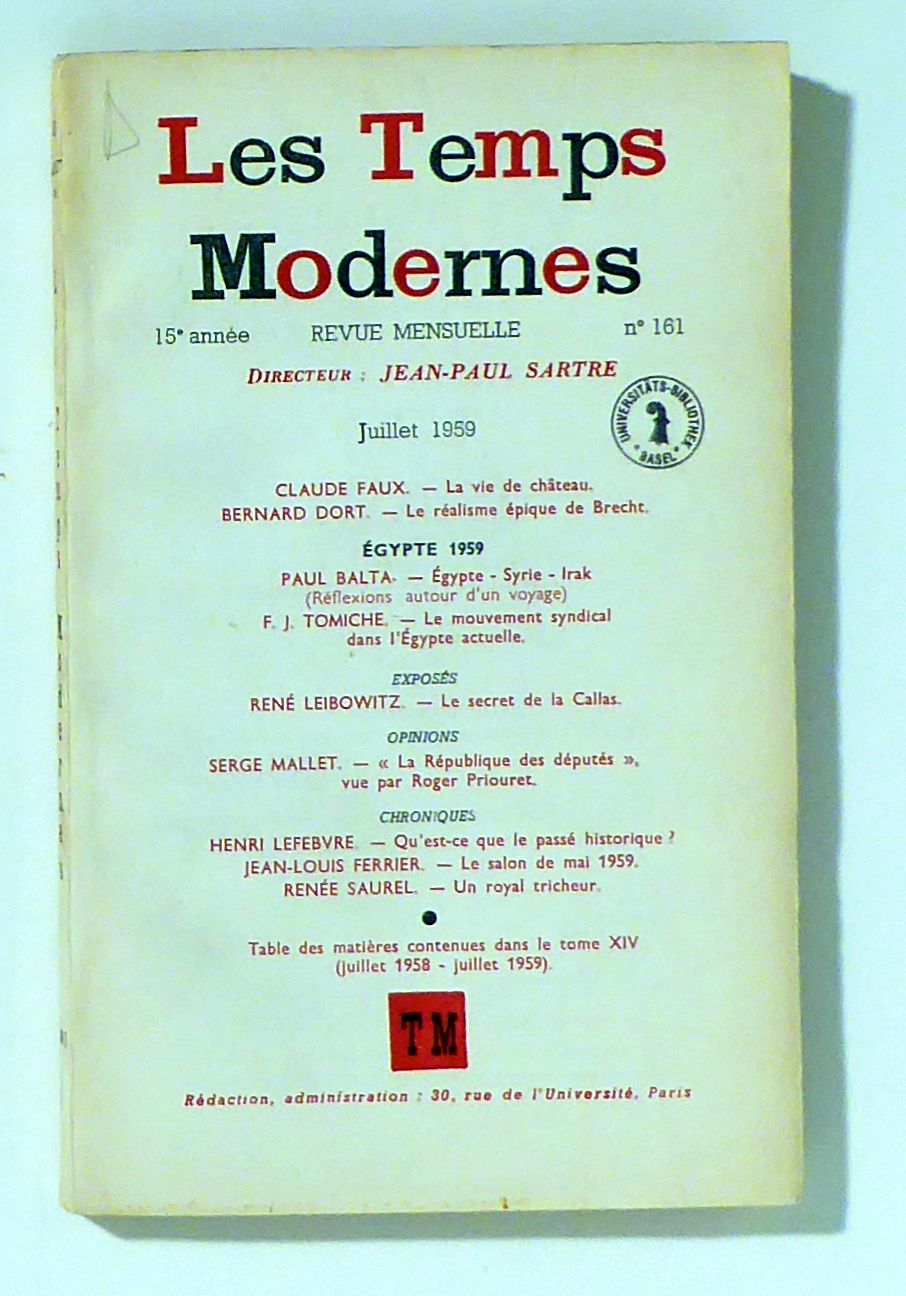 Les Temps
Modernes
15e année REVUE MENSUELLE n° 161
DIRECTEUR : JEAN-PAUL SARTRE
UNIVERSITÄTS-BIBLIOTHEK
BASEL
Juillet 1959
CLAUDE FAUX. — La vie de château.
BERNARD DORT. — Le réalisme épique de Brecht.
ÉGYPTE 1959
PAUL BALTA. — Égypte - Syrie - Irak
(Réflexions autour d'un voyage)
F. J. TOMICHE. — Le mouvement syndical
dans l'Égypte actuelle.
EXPOSÉS
RENÉ LEIBOWITZ. — Le secret de la Callas.
OPINIONS
SERGE MALLET. — « La République des députés »,
vue par Roger Priouret.
CHRONIQUES
HENRI LEFEBVRE. — Qu'est-ce que le passé historique ?
JEAN-LOUIS FERRIER. — Le salon de mai 1959.
RENÉE SAUREL. — Un royal tricheur.
Table des matières contenues dans le tome XIV
(juillet 1958 - juillet 1959).
TM
Rédaction, administration : 30, rue de l'Université, Paris